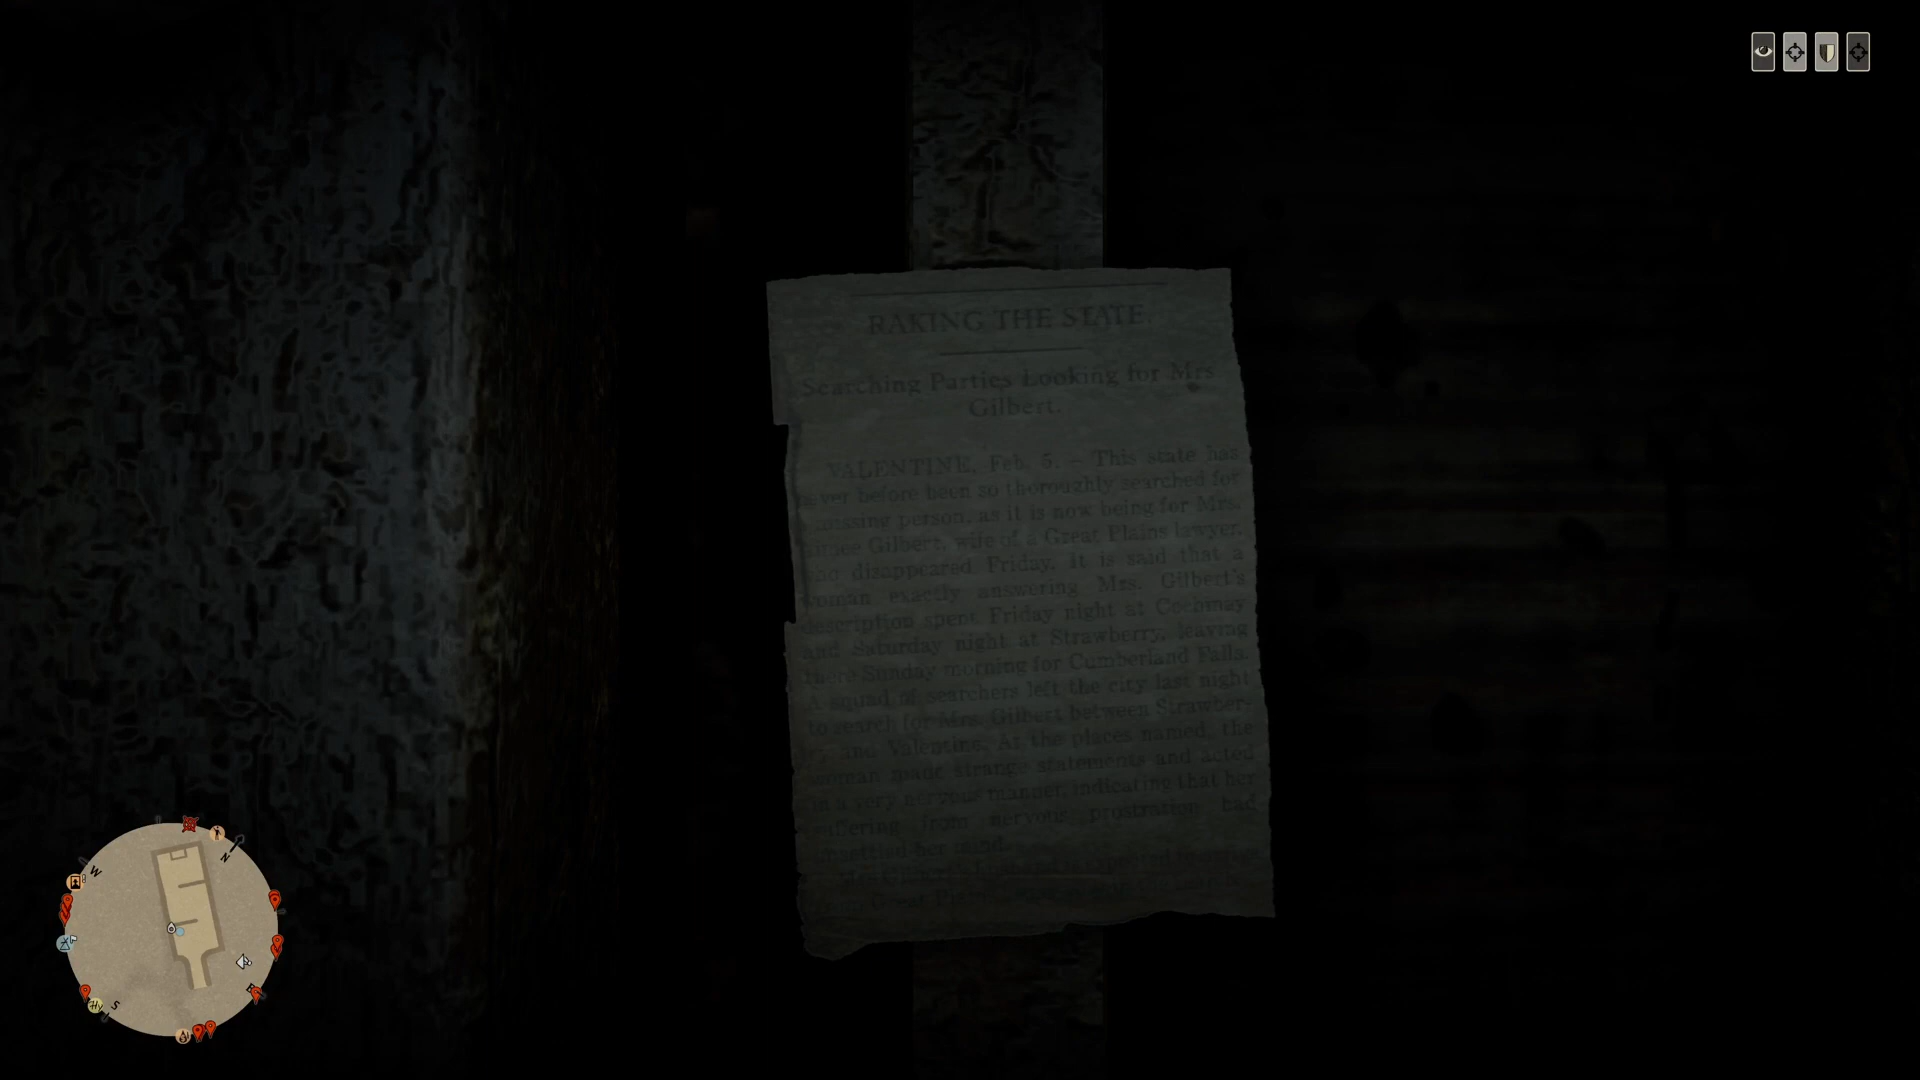 RAKING THE STATE.
Searching Parties Looking for Mrs
Gilbert.
VALENTINE, Feb. 5. – This state has
never before been so thoroughly searched for
missing person, as it is now being for Mrs.
Gilbert, wife of a Great Plains lawyer,
who disappeared Friday. It is said that a
woman exactly answering Mrs. Gilbert's
description spent Friday night at Cochinay
and Saturday night at Strawberry, leaving
there Sunday morning for Cumberland Falls.
A squad of searchers left the city last night
to search for Mrs. Gilbert between Strawber-
ry, and Valentine. At the places named, the
woman made strange statements and acted
in a very nervous manner, indicating that her
suffering from nervous prostration had
her mind.
W
N
S
E